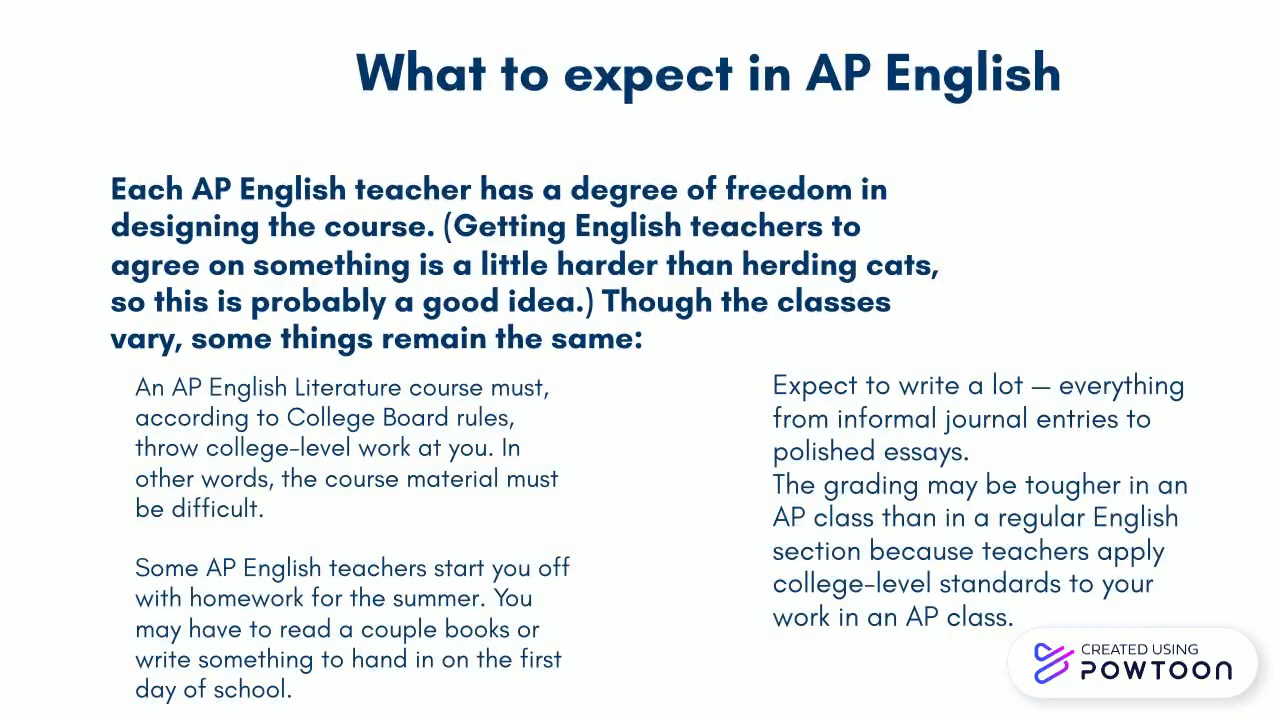 What to expect in AP English
Each AP English teacher has a degree of freedom in
designing the course. (Getting English teachers to
agree on something is a little harder than herding cats,
so this is probably a good idea.) Though the classes
vary, some things remain the same:
An AP English Literature course must,
according to College Board rules,
throw college-level work at you. In
other words, the course material must
be difficult.
Some AP English teachers start you off
with homework for the summer. You
may have to read a couple books or
write something to hand in on the first
day of school.
Expect to write a lot — everything
from informal journal entries to
polished essays.
The grading may be tougher in an
AP class than in a regular English
section because teachers apply
college-level standards to your
work in an AP class.
CREATED USING
POWTOON